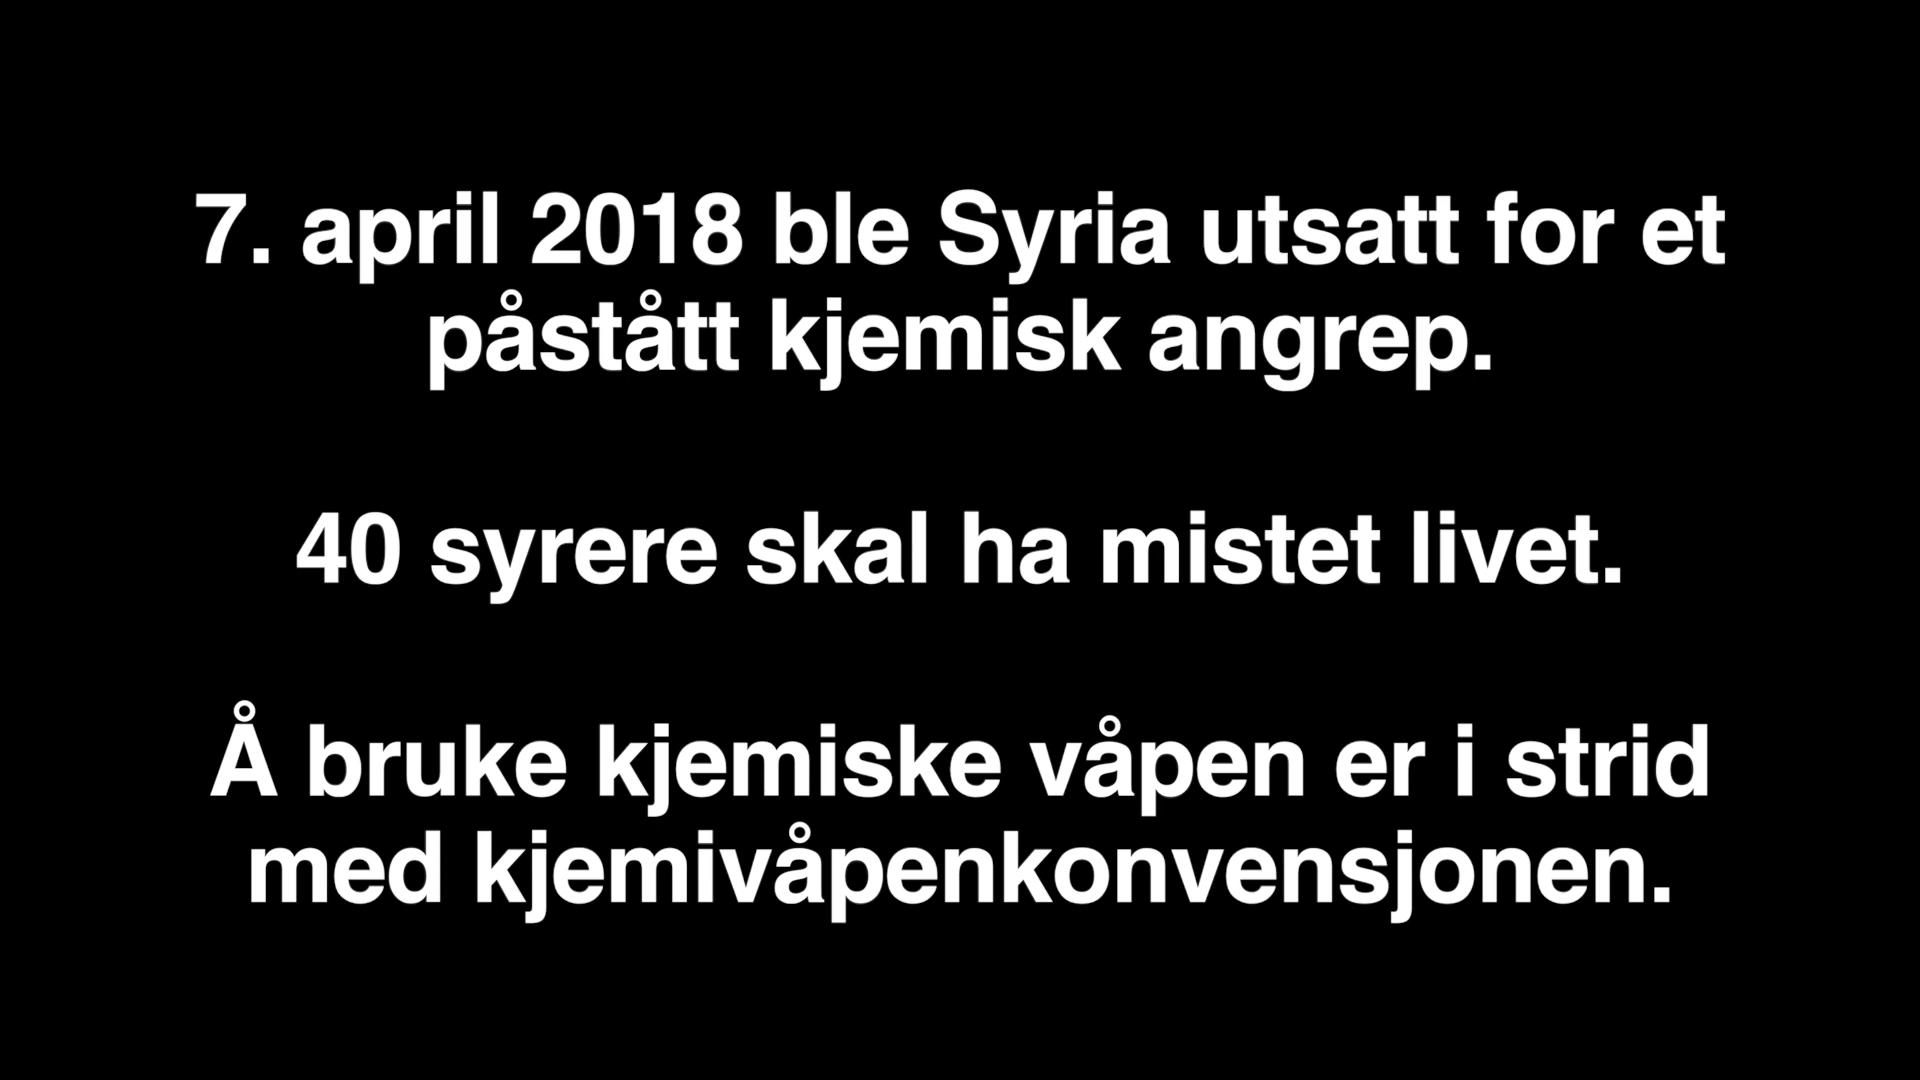 7. april 2018 ble Syria utsatt for et
påstått kjemisk angrep.
40 syrere skal ha mistet livet.
Å bruke kjemiske våpen er i strid
med kjemivåpenkonvensjonen.